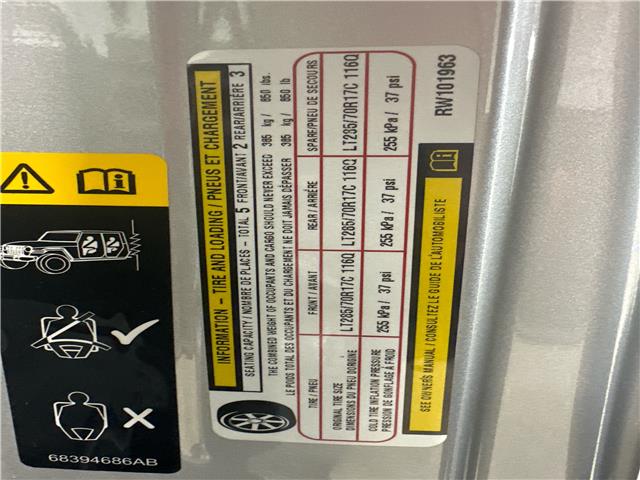 INFORMATION – TIRE AND LOADING / PNEUS ET CHARGEMENT
SEATING CAPACITY / NOMBRE DE PLACES – TOTAL 5 FRONT/AVANT 2 REAR/ARRIÈRE 3
THE COMBINED WEIGHT OF OCCUPANTS AND CARGO SHOULD NEVER EXCEED 385 kg / 850 lbs.
LE POIDS TOTAL DES OCCUPANTS ET DU CHARGEMENT NE DOIT JAMAIS DÉPASSER 385 kg / 850 lb
TIRE / PNEU FRONT / AVANT REAR / ARRIÈRE SPARE/PNEU DE SECOURS
ORIGINAL TIRE SIZE LT285/70R17C 116Q LT285/70R17C 116Q LT285/70R17C 116Q
DIMENSIONS DU PNEU DORIGINE
COLD TIRE INFLATION PRESSURE 255 kPa / 37 psi 255 kPa / 37 psi 255 kPa / 37 psi
PRESSION DE GONFLAGE À FROID
SEE OWNERS MANUAL / CONSULTEZ LE GUIDE DE L'AUTOMOBILISTE
RW101963
68394686AB